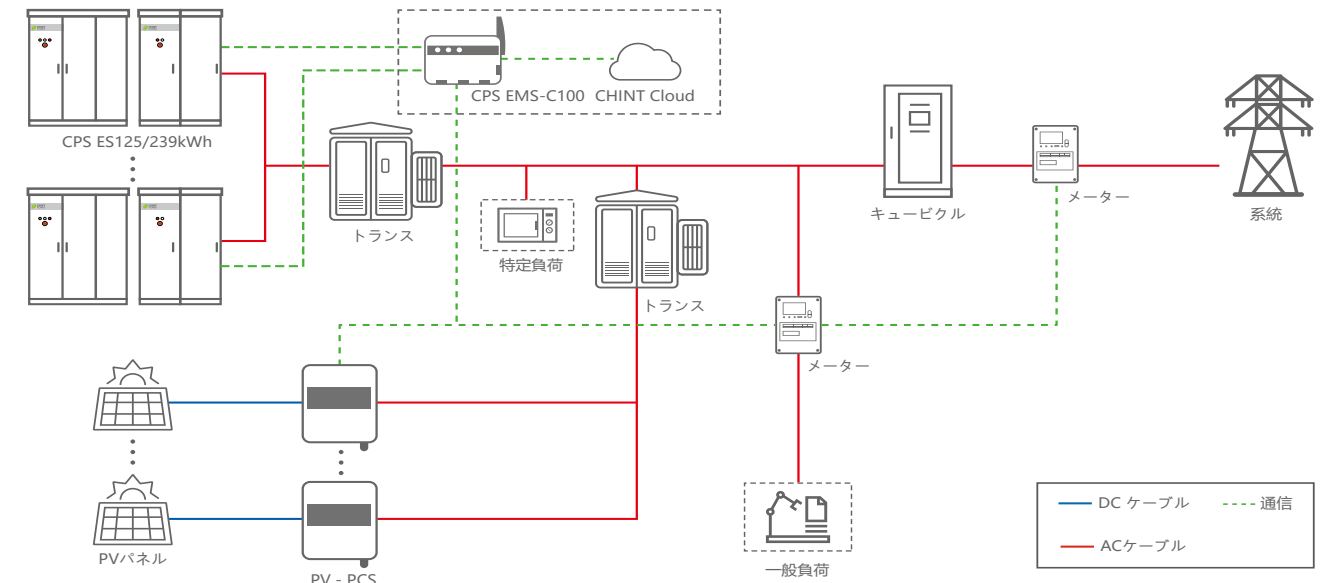 CPS EMS-C100 CHINT Cloud
CPS ES125/239kWh
キュービクル
メーター
系統
トランス
特定負荷
トランス
メーター
PVパネル
PV - PCS
一般負荷
DC ケーブル
通信
ACケーブル